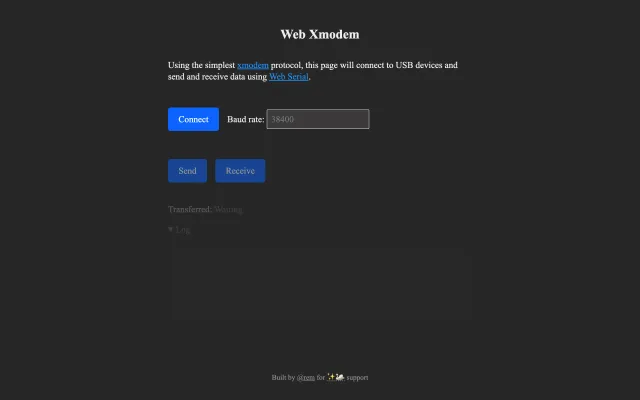 Web Xmodem
Using the simplest xmodem protocol, this page will connect to USB devices and
send and receive data using Web Serial.
Connect Baud rate: 38400
Send Receive
Transferred: Waiting
▼ Log
Built by @rem for ✨ support